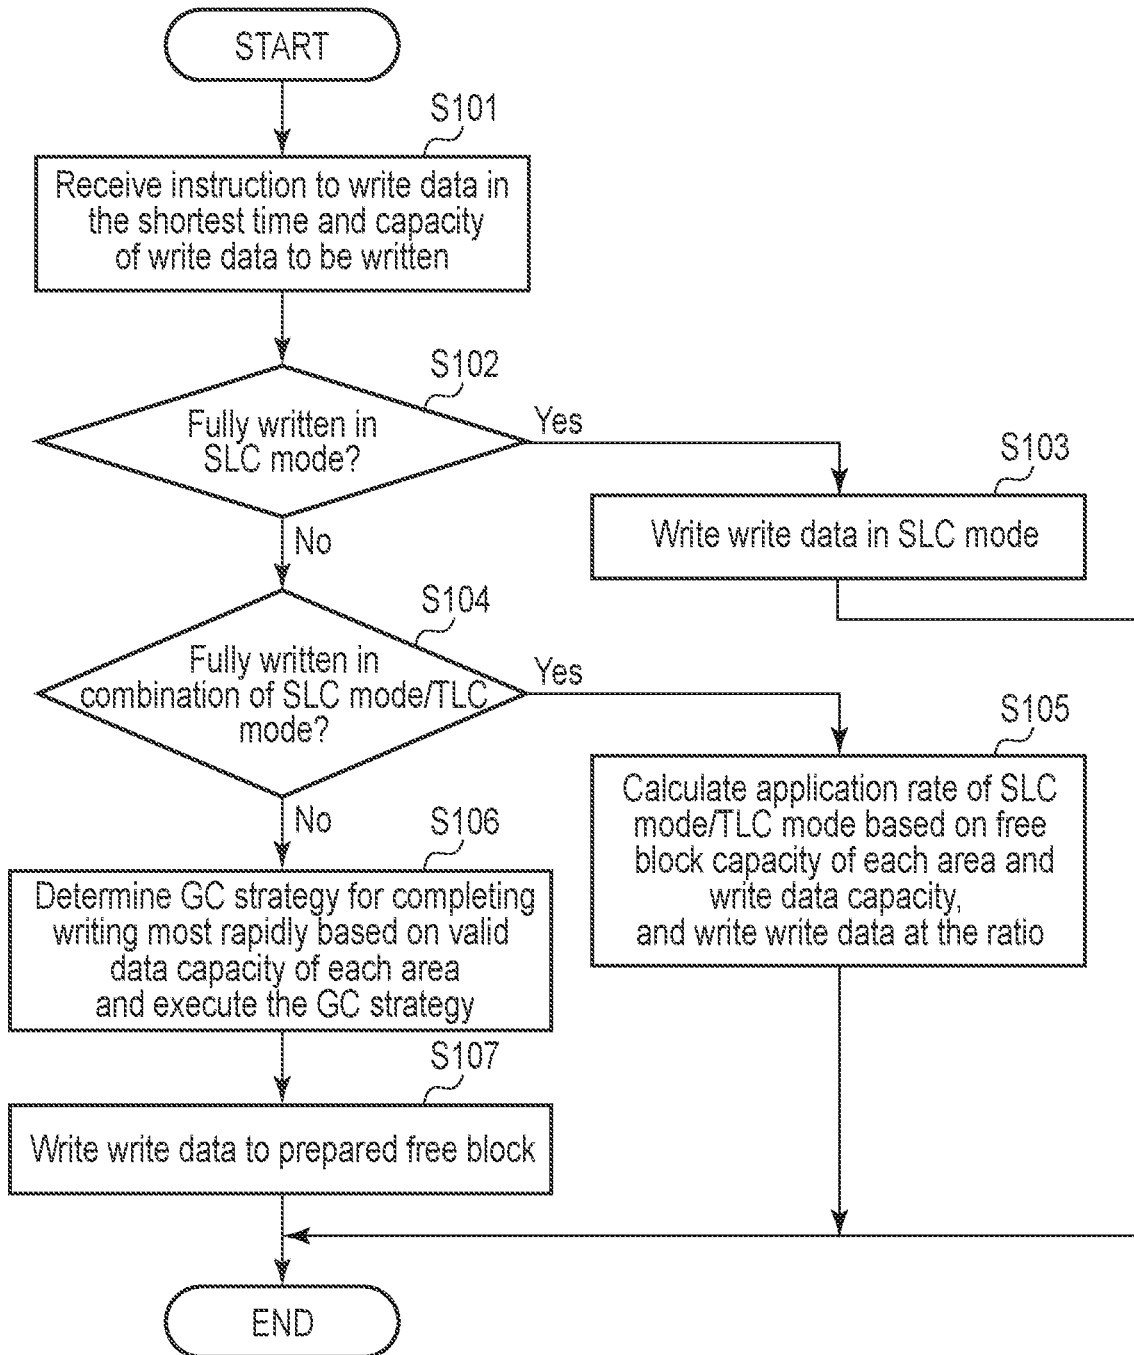 START
S101
Receive instruction to write data in
the shortest time and capacity
of write data to be written
S102
Fully written in
SLC mode?
Yes
No
S103
Write write data in SLC mode
S104
Fully written in
combination of SLC mode/TLC
mode?
Yes
No
S105
Calculate application rate of SLC
mode/TLC mode based on free
block capacity of each area and
write data capacity,
and write write data at the ratio
S106
Determine GC strategy for completing
writing most rapidly based on valid
data capacity of each area
and execute the GC strategy
S107
Write write data to prepared free block
END